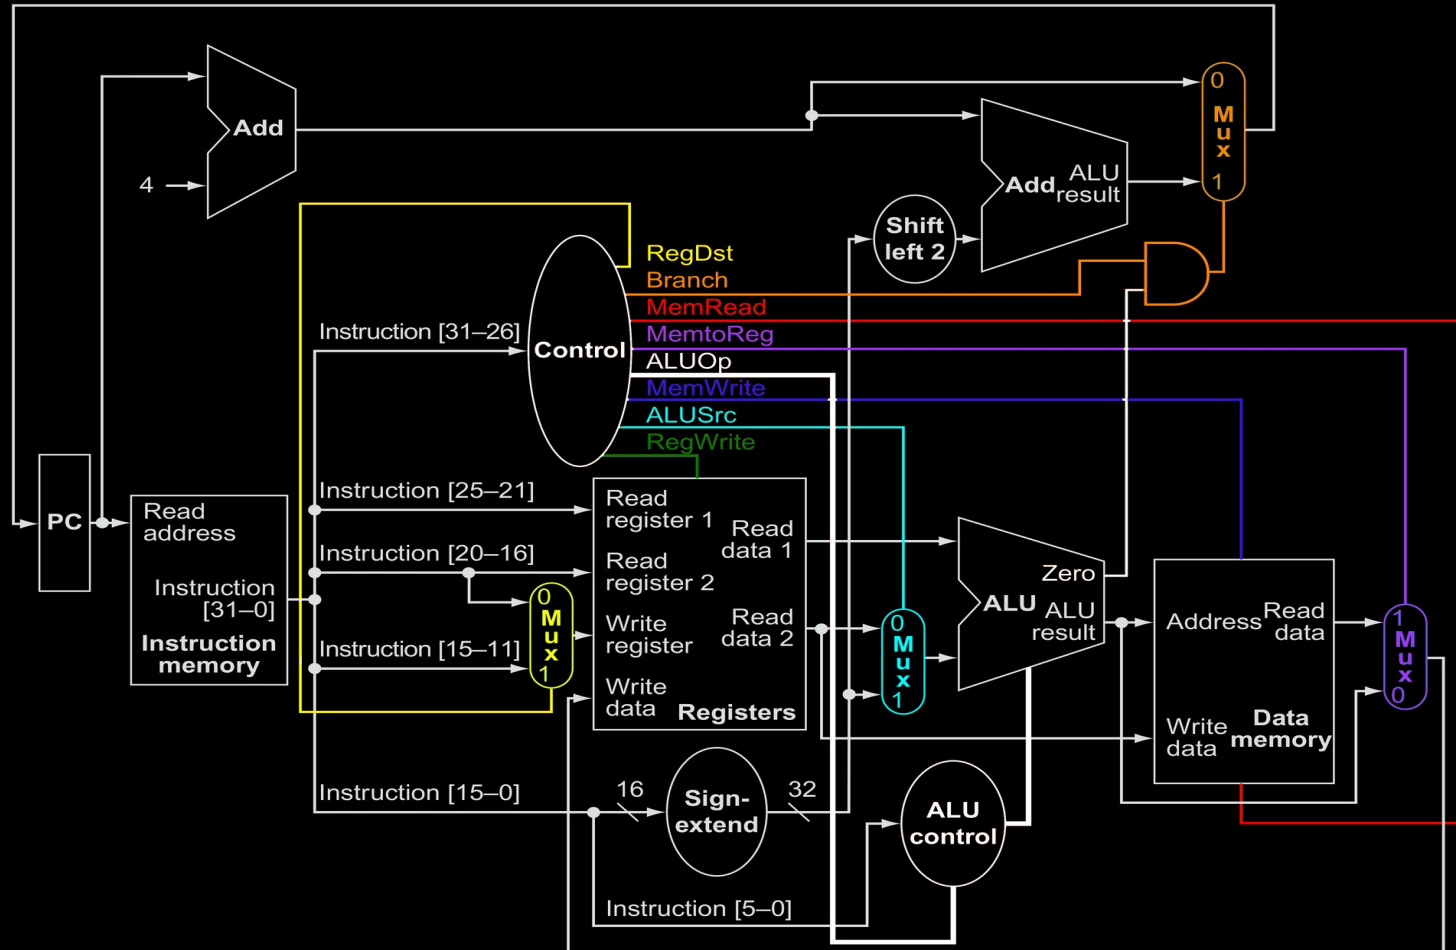 0
M
u
x
1
Add
4
Add
ALU
result
Shift
left 2
RegDst
Branch
MemRead
MemtoReg
ALUOp
MemWrite
ALUSrc
RegWrite
Control
Instruction [31–26]
Instruction [25–21]
Instruction [20–16]
Instruction [15–11]
Instruction [15–0]
Instruction [5–0]
PC
Read
address
Instruction
[31–0]
Instruction
memory
0
M
u
x
1
Read
register 1
Read
register 2
Write
register
Write
data
Read
data 1
Read
data 2
Registers
0
M
u
x
1
Zero
ALU
ALU
result
Address
Read
data
Write
data
Data
memory
1
M
u
x
0
16
Sign-
extend
32
ALU
control